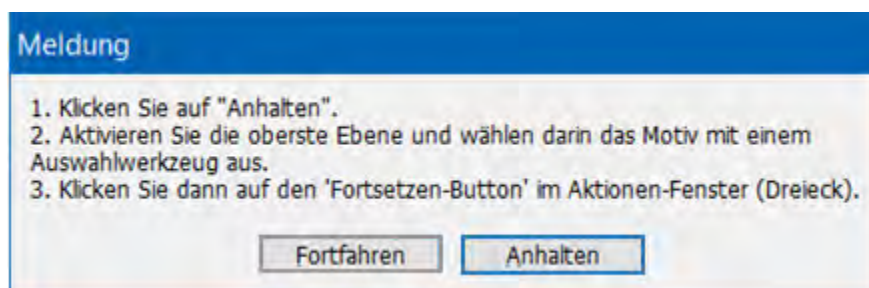 Meldung
1. Klicken Sie auf "Anhalten".
2. Aktivieren Sie die oberste Ebene und wählen darin das Motiv mit einem
Auswahlwerkzeug aus.
3. Klicken Sie dann auf den 'Fortsetzen-Button' im Aktionen-Fenster (Dreieck).
Fortfahren Anhalten